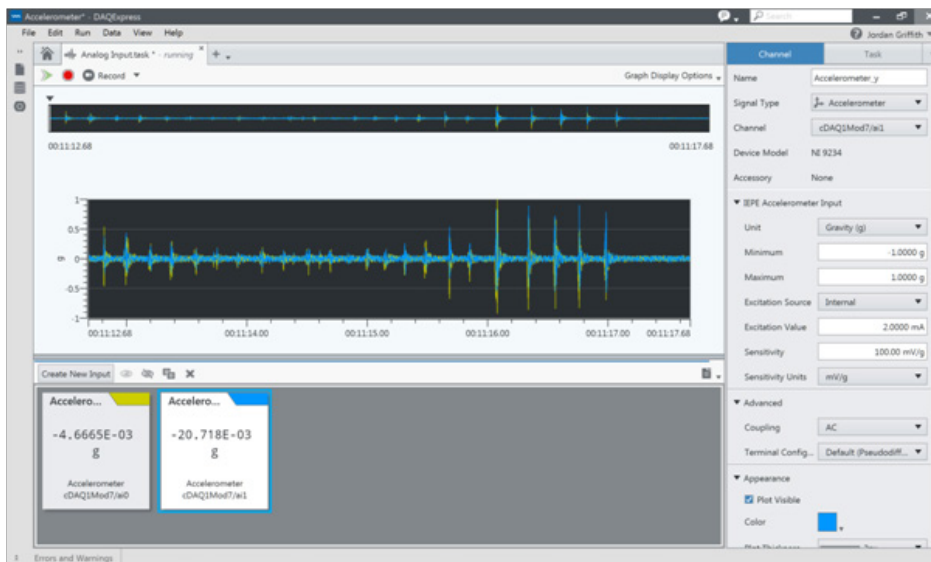 Accelerometer* - DAQExpress
Search
File Edit Run Data View Help
Jordan Griffith
Analog Input.task * - running
Record
Graph Display Options
00:11:12.68
00:11:17.68
1
0.5
g 0
-0.5
-1
00:11:12.68 00:11:14.00 00:11:15.00 00:11:16.00 00:11:17.00 00:11:17.68
Create New Input
Accelero...
-4.6665E-03
g
Accelerometer
cDAQ1Mod7/ai0
Accelero...
-20.718E-03
g
Accelerometer
cDAQ1Mod7/ai1
Errors and Warnings
Channel Task
Name Accelerometer_y
Signal Type Accelerometer
Channel cDAQ1Mod7/ai1
Device Model NI 9234
Accessory None
IEPE Accelerometer Input
Unit Gravity (g)
Minimum -1.0000 g
Maximum 1.0000 g
Excitation Source Internal
Excitation Value 2.0000 mA
Sensitivity 100.00 mV/g
Sensitivity Units mV/g
Advanced
Coupling AC
Terminal Config... Default (Pseudodiff...
Appearance
Plot Visible
Color